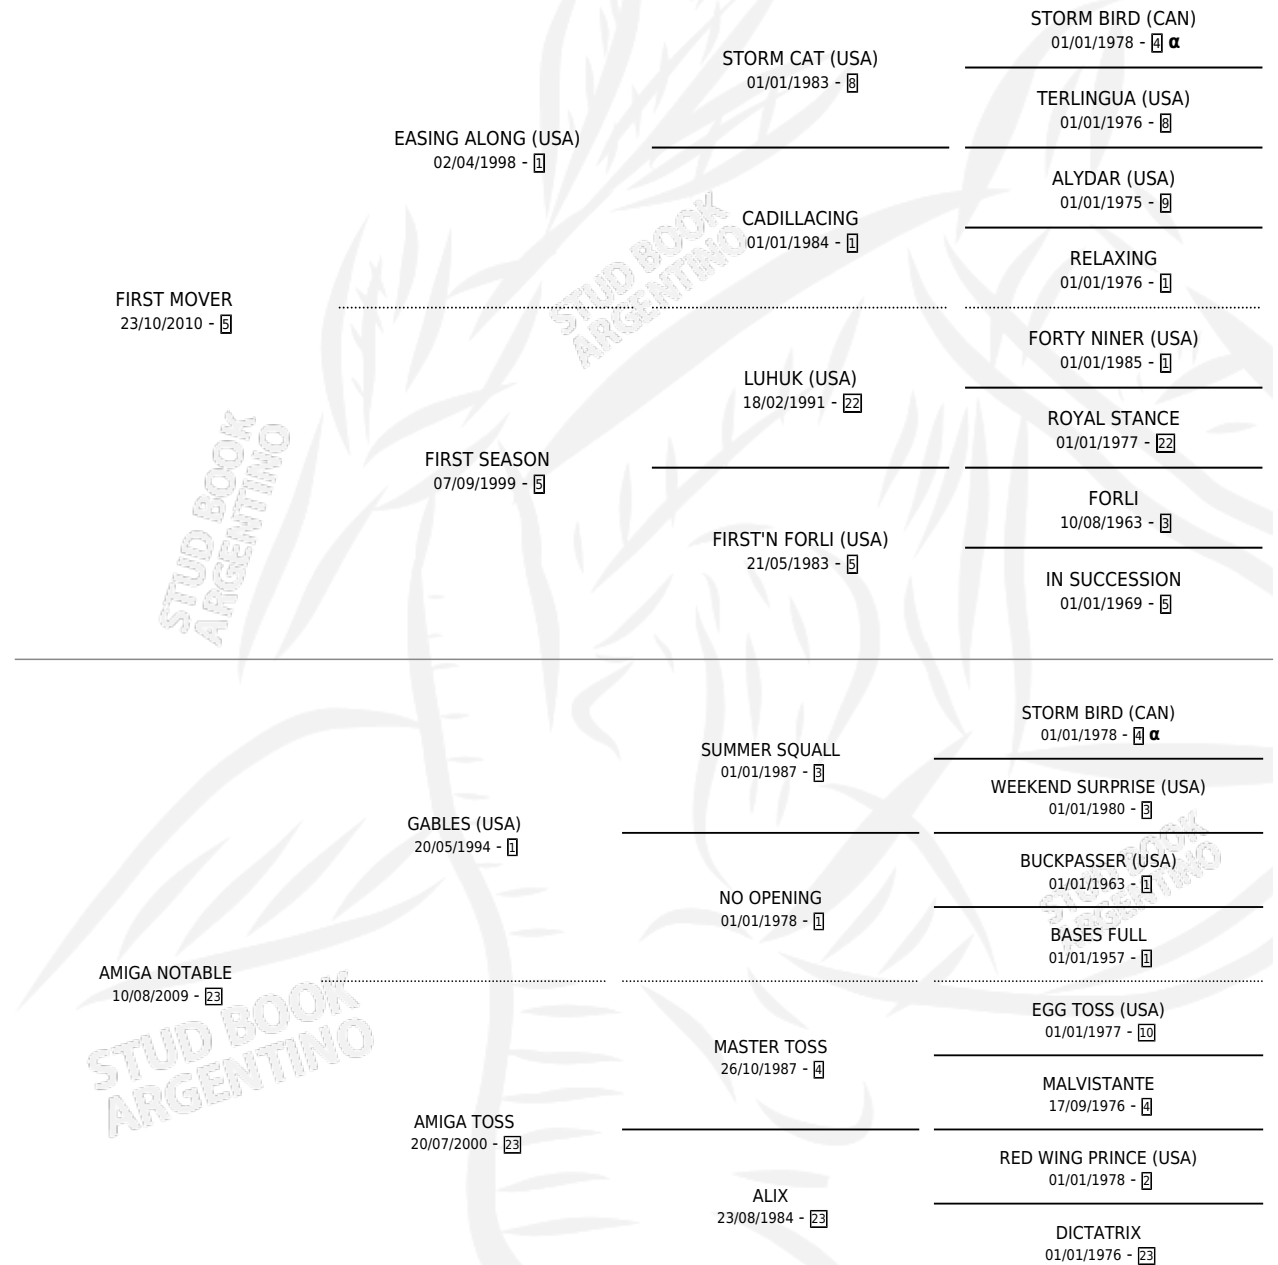 STORM BIRD (CAN)
01/01/1978 - 4 α
STORM CAT (USA)
01/01/1983 - 8
TERLINGUA (USA)
01/01/1976 - 8
EASING ALONG (USA)
02/04/1998 - 1
ALYDAR (USA)
01/01/1975 - 9
CADILLACING
01/01/1984 - 1
RELAXING
01/01/1976 - 1
FIRST MOVER
23/10/2010 - 5
FORTY NINER (USA)
01/01/1985 - 1
LUHUK (USA)
18/02/1991 - 22
ROYAL STANCE
01/01/1977 - 22
FIRST SEASON
07/09/1999 - 5
FORLI
10/08/1963 - 3
FIRST'N FORLI (USA)
21/05/1983 - 5
IN SUCCESSION
01/01/1969 - 5
STORM BIRD (CAN)
01/01/1978 - 4 α
SUMMER SQUALL
01/01/1987 - 3
WEEKEND SURPRISE (USA)
01/01/1980 - 3
GABLES (USA)
20/05/1994 - 1
BUCKPASSER (USA)
01/01/1963 - 1
NO OPENING
01/01/1978 - 1
BASES FULL
01/01/1957 - 1
AMIGA NOTABLE
10/08/2009 - 23
EGG TOSS (USA)
01/01/1977 - 10
MASTER TOSS
26/10/1987 - 4
MALVISTANTE
17/09/1976 - 4
AMIGA TOSS
20/07/2000 - 23
RED WING PRINCE (USA)
01/01/1978 - 2
ALIX
23/08/1984 - 23
DICTATRIX
01/01/1976 - 23
STUD BOOK
ARGENTINO
STUD BOOK
ARGENTINO
STUD BOOK
ARGENTINO
STUD BOOK
ARGENTINO